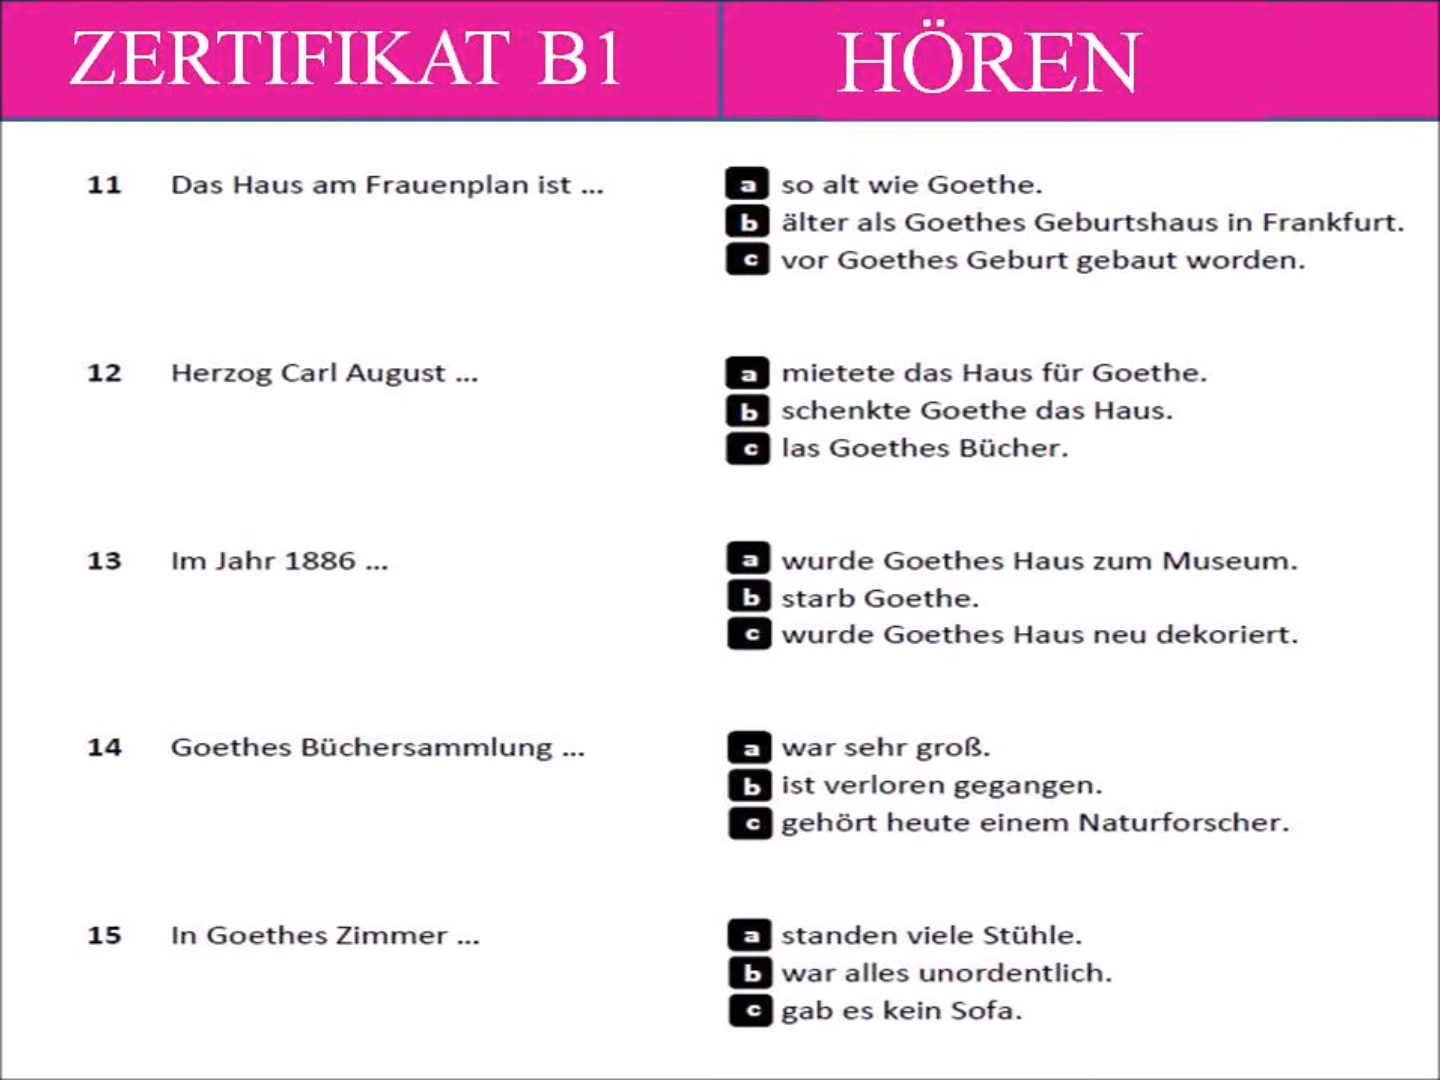 ZERTIFIKAT B1 HÖREN
11 Das Haus am Frauenplan ist ... a so alt wie Goethe.
b älter als Goethes Geburtshaus in Frankfurt.
c vor Goethes Geburt gebaut worden.
12 Herzog Carl August ... a mietete das Haus für Goethe.
b schenkte Goethe das Haus.
c las Goethes Bücher.
13 Im Jahr 1886 ... a wurde Goethes Haus zum Museum.
b starb Goethe.
c wurde Goethes Haus neu dekoriert.
14 Goethes Büchersammlung ... a war sehr groß.
b ist verloren gegangen.
c gehört heute einem Naturforscher.
15 In Goethes Zimmer ... a standen viele Stühle.
b war alles unordentlich.
c gab es kein Sofa.